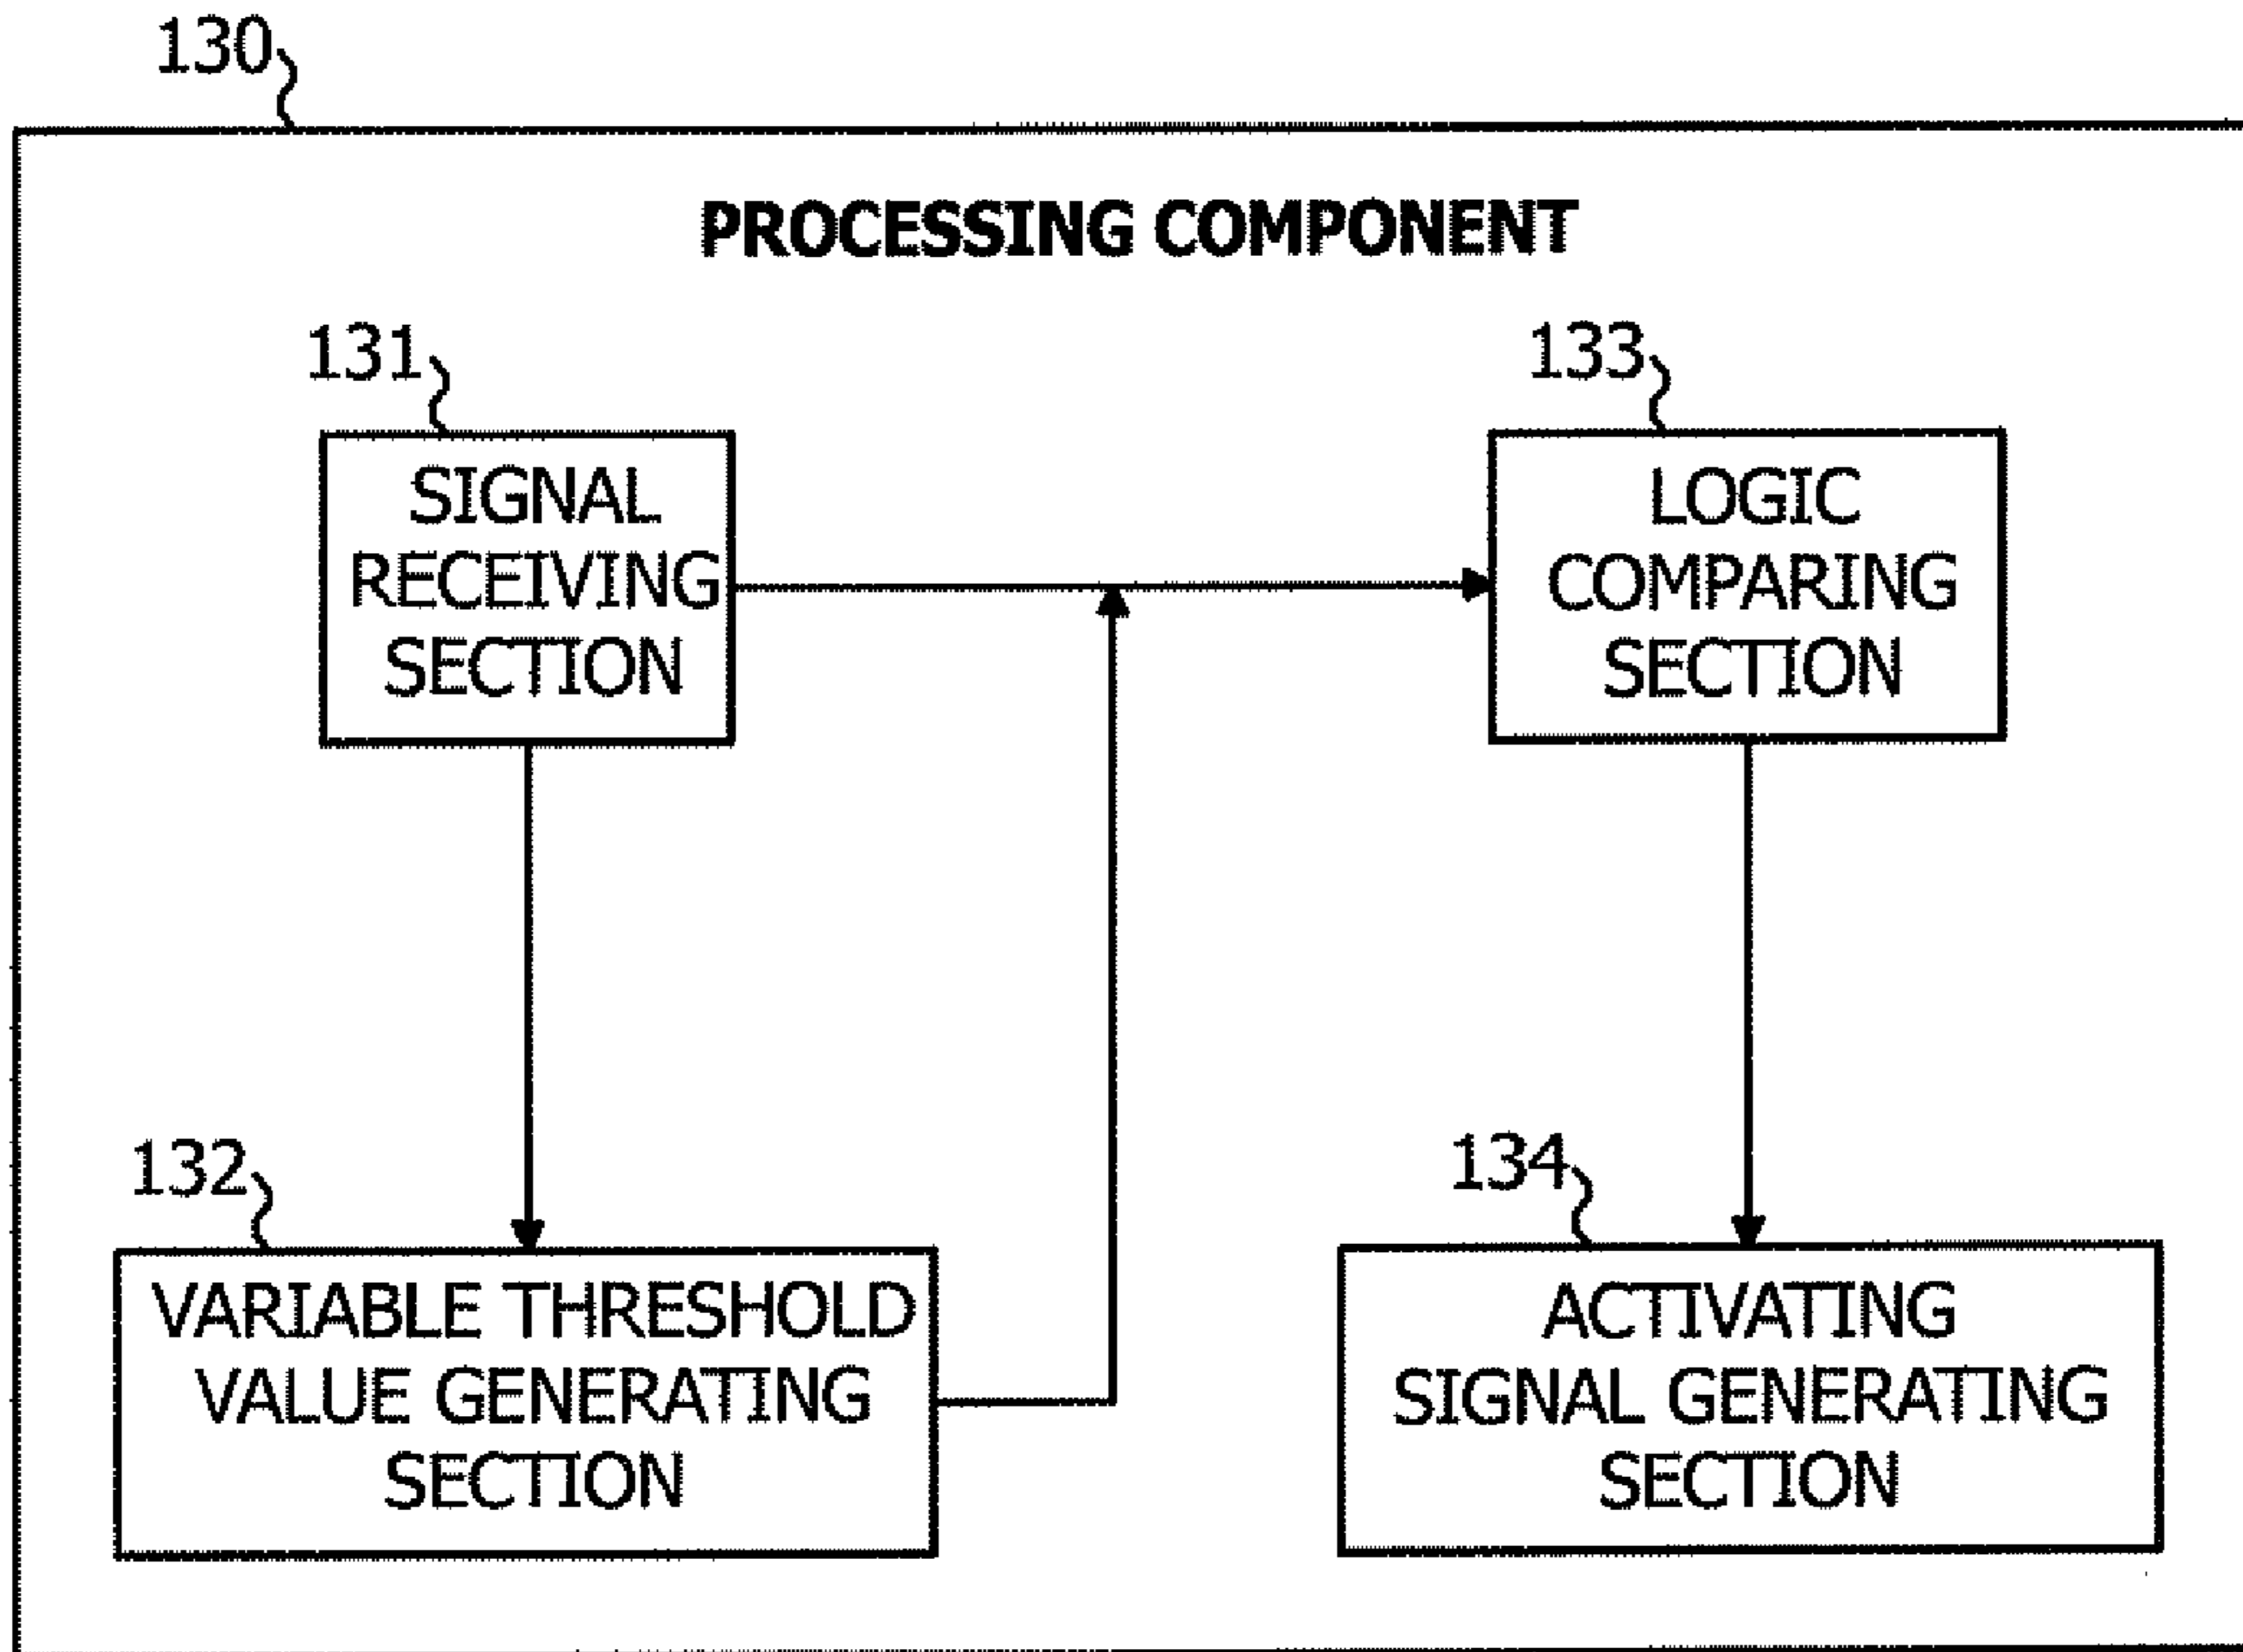 130
PROCESSING COMPONENT
131
SIGNAL
RECEIVING
SECTION
133
LOGIC
COMPARING
SECTION
132
VARIABLE THRESHOLD
VALUE GENERATING
SECTION
134
ACTIVATING
SIGNAL GENERATING
SECTION